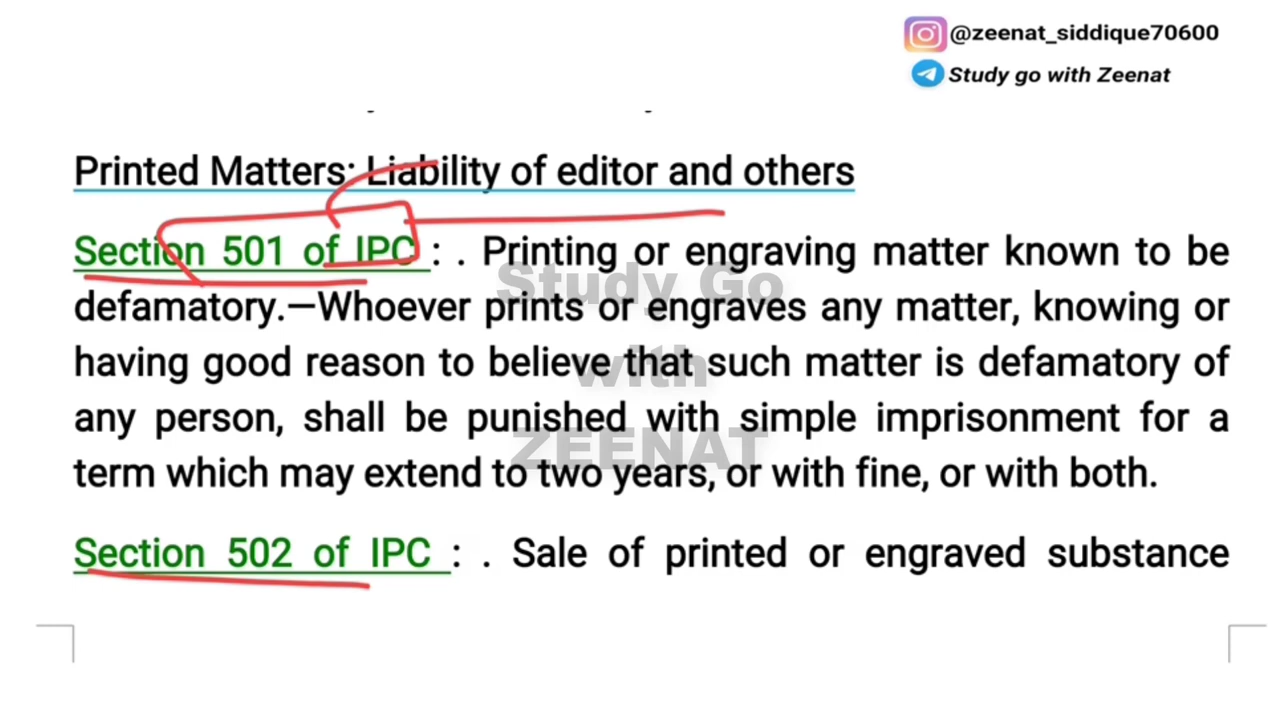 @zeenat_siddique70600
Study go with Zeenat
Printed Matters: Liability of editor and others
Section 501 of IPC : . Printing or engraving matter known to be
defamatory.—Whoever prints or engraves any matter, knowing or
having good reason to believe that such matter is defamatory of
any person, shall be punished with simple imprisonment for a
term which may extend to two years, or with fine, or with both.
Section 502 of IPC : . Sale of printed or engraved substance
Study Go
with
ZEENAT